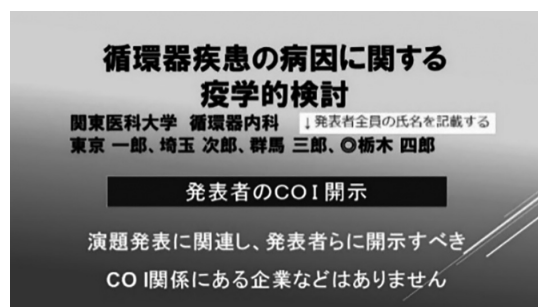 循環器疾患の病因に関する
疫学的検討
関東医科大学 循環器内科
↓発表者全員の氏名を記載する
東京 一郎、埼玉 次郎、群馬 三郎、◎栃木 四郎
発表者のCOI開示
演題発表に関連し、発表者らに開示すべき
CO I関係にある企業などはありません